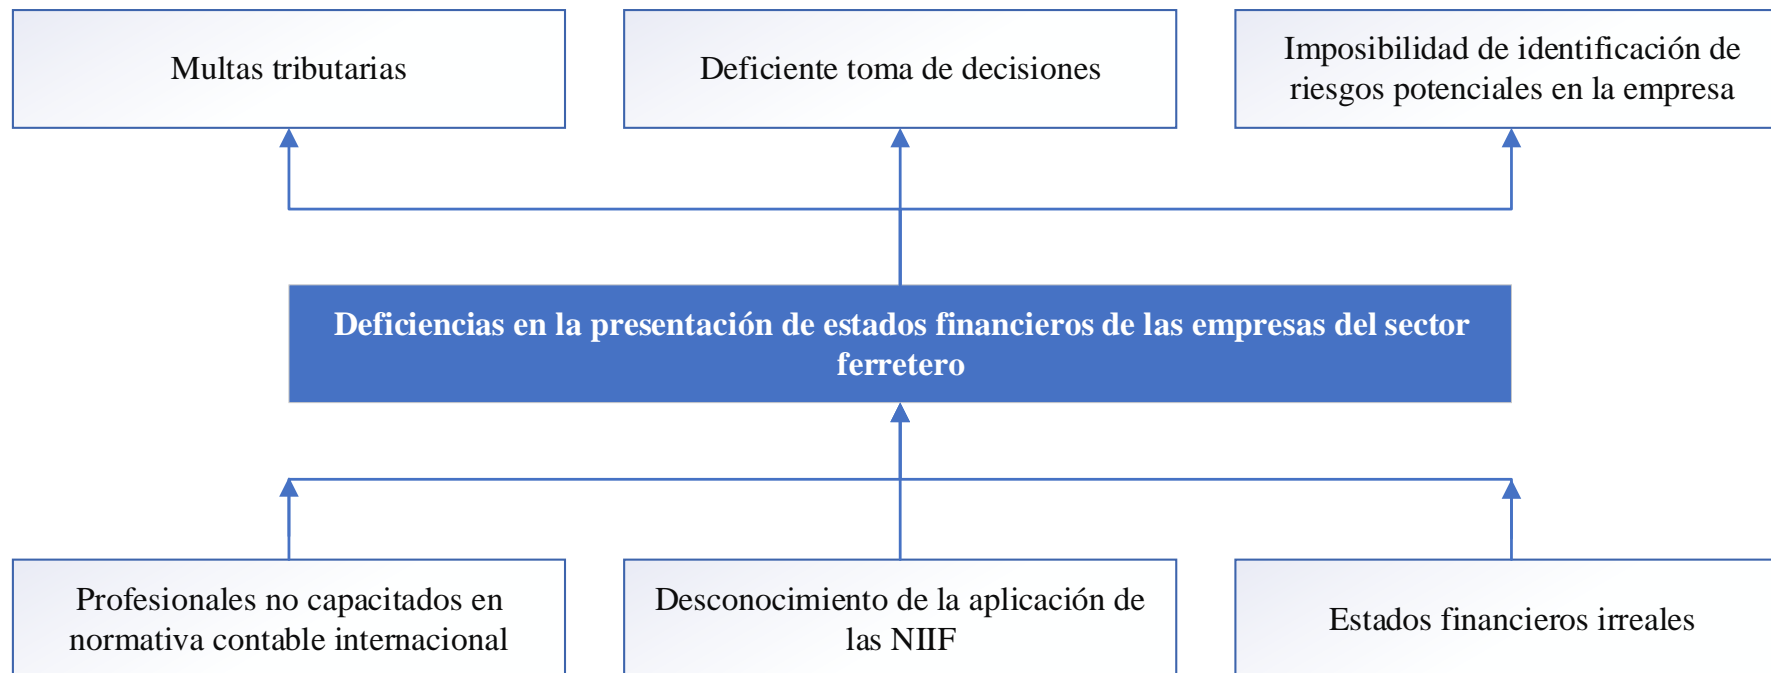 Multas tributarias
Deficiente toma de decisiones
Imposibilidad de identificación de
riesgos potenciales en la empresa
Deficiencias en la presentación de estados financieros de las empresas del sector
ferretero
Profesionales no capacitados en
normativa contable internacional
Desconocimiento de la aplicación de
las NIIF
Estados financieros irreales